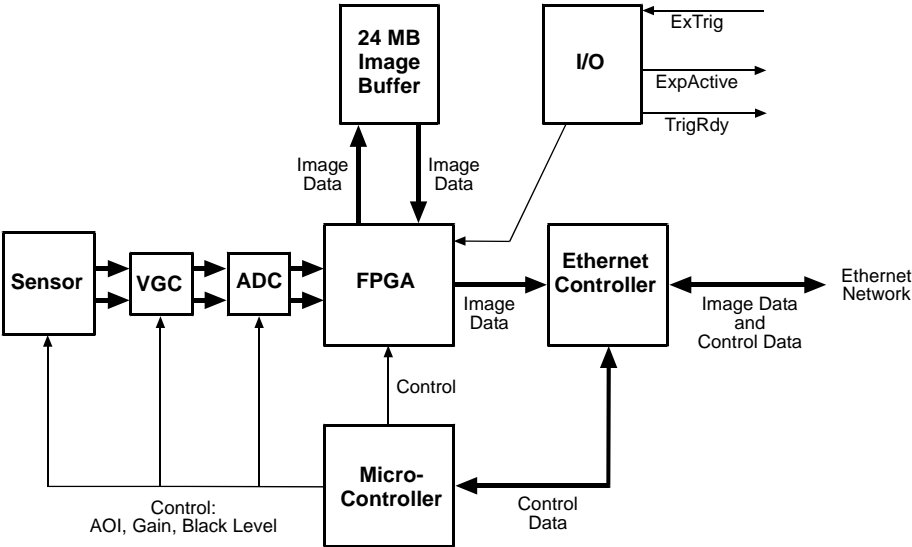 24 MB
Image
Buffer
I/O
ExTrig
ExpActive
TrigRdy
Image
Data
Image
Data
Sensor
VGC
ADC
FPGA
Image
Data
Ethernet
Controller
Image Data
and
Control Data
Ethernet
Network
Control
Micro-
Controller
Control
Data
Control:
AOI, Gain, Black Level